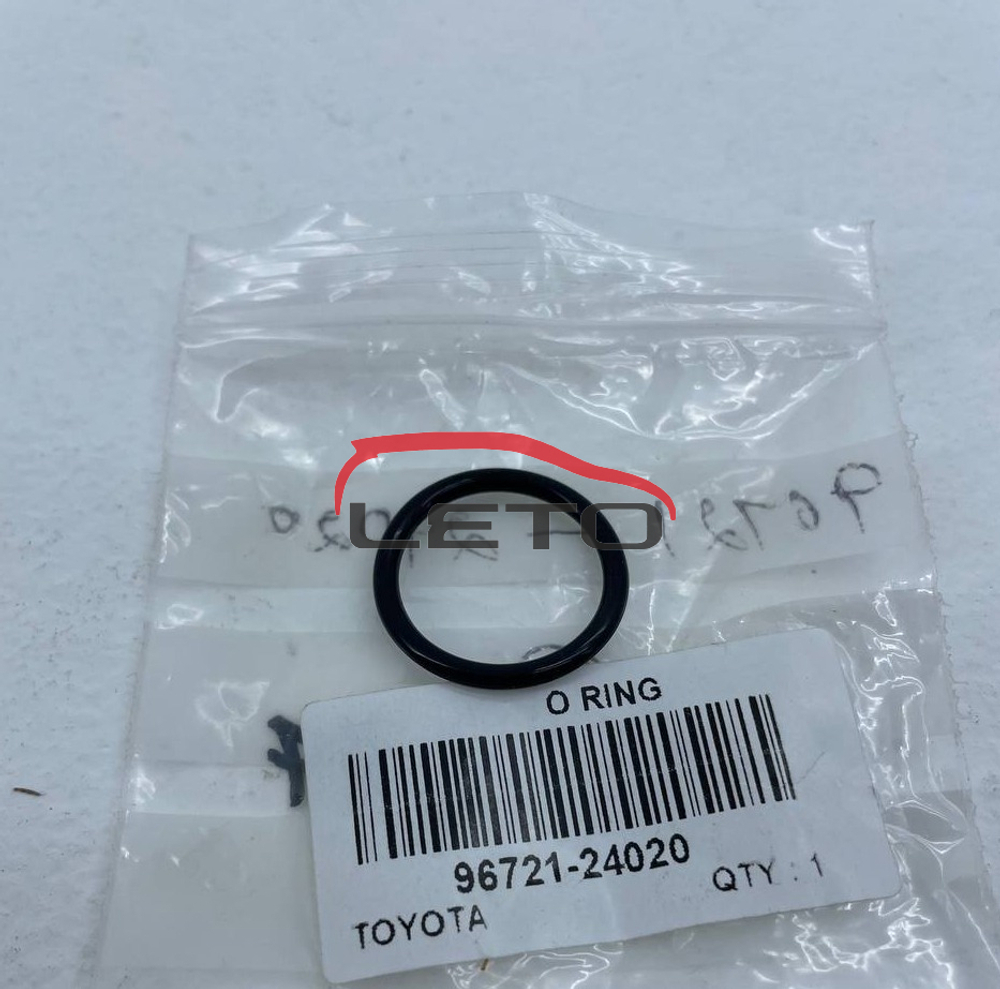 LETO
O RING
96721-24020
TOYOTA
QTY : 1